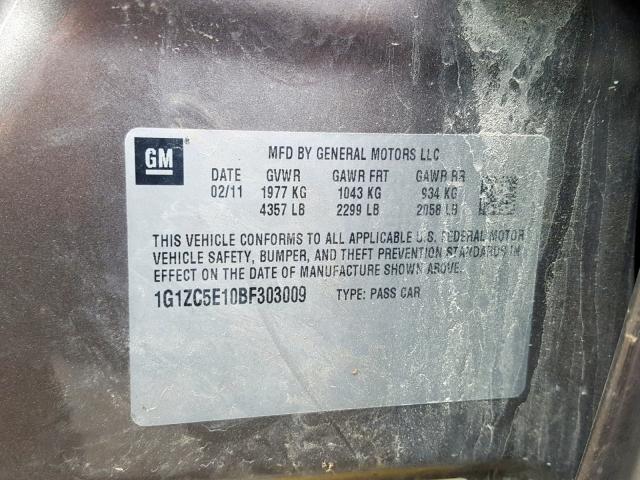 GM
MFD BY GENERAL MOTORS LLC
DATE GVWR GAWR FRT GAWR RR
02/11 1977 KG 1043 KG 934 KG
4357 LB 2299 LB 2058 LB
THIS VEHICLE CONFORMS TO ALL APPLICABLE U.S. FEDERAL MOTOR
VEHICLE SAFETY, BUMPER, AND THEFT PREVENTION STANDARDS IN
EFFECT ON THE DATE OF MANUFACTURE SHOWN ABOVE.
1G1ZC5E10BF303009 TYPE: PASS CAR